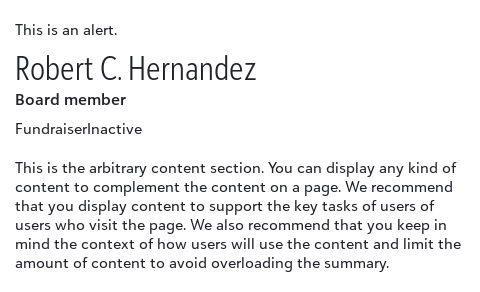 This is an alert.
Robert C. Hernandez
Board member
FundraiserInactive
This is the arbitrary content section. You can display any kind of
content to complement the content on a page. We recommend
that you display content to support the key tasks of users of
users who visit the page. We also recommend that you keep in
mind the context of how users will use the content and limit the
amount of content to avoid overloading the summary.